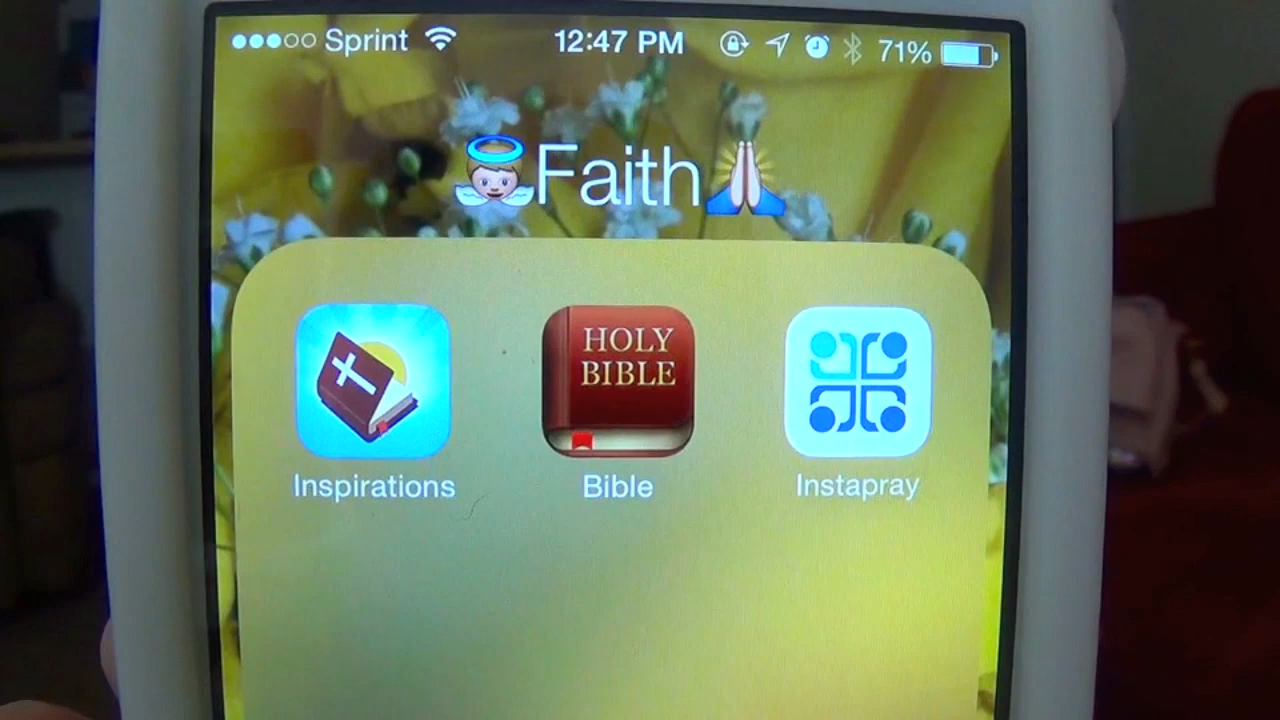 Sprint 12:47 PM 71%
👼Faith🙏
HOLY
BIBLE
Inspirations Bible Instapray